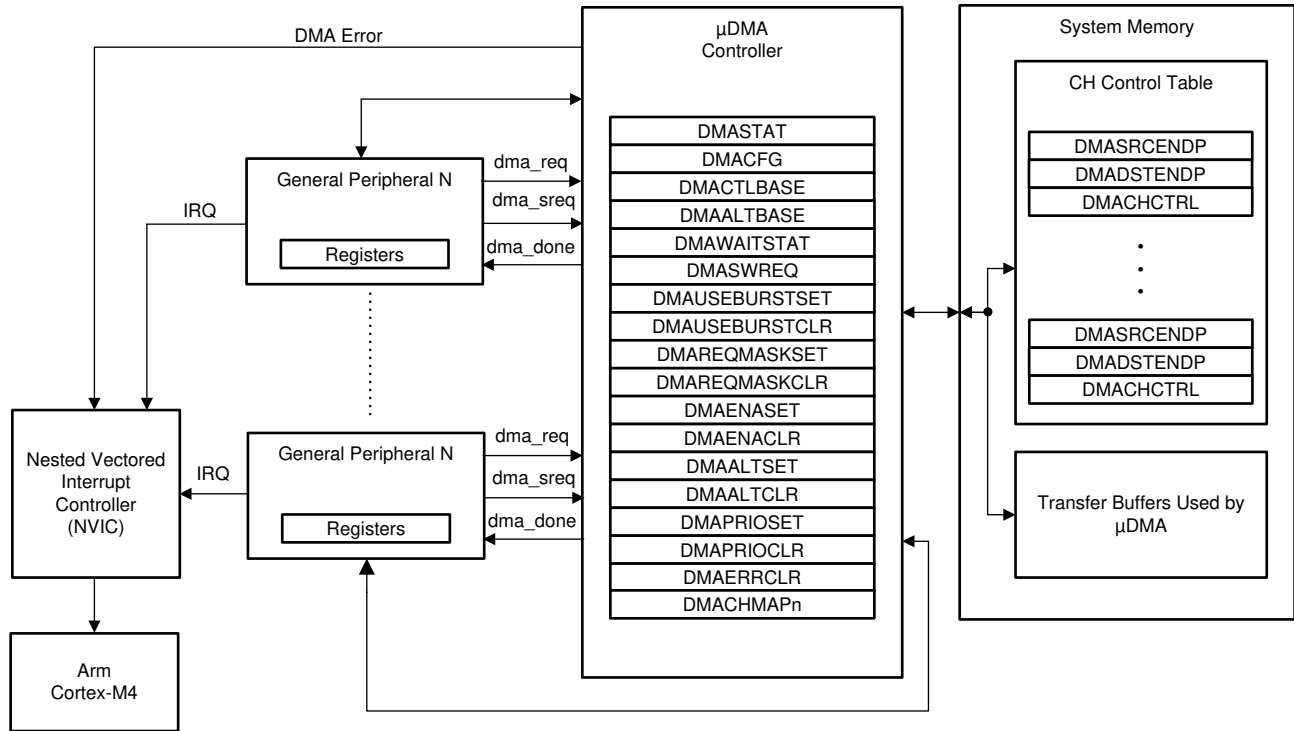 DMA Error
µDMA
Controller
System Memory
CH Control Table
DMASTAT
DMACFG
DMACTLBASE
DMAALTBASE
DMAWAITSTAT
DMASWREQ
DMAUSEBURSTSET
DMAUSEBURSTCLR
DMAREQMASKSET
DMAREQMASKCLR
DMAENASET
DMAENACLR
DMAALTSET
DMAALTCLR
DMAPRIOSET
DMAPRIOCLR
DMAERRCLR
DMACHMAPn
DMASRCENDP
DMADSTENDP
DMACHCTRL
DMASRCENDP
DMADSTENDP
DMACHCTRL
Transfer Buffers Used by
µDMA
General Peripheral N
Registers
dma_req
dma_sreq
dma_done
IRQ
General Peripheral N
Registers
dma_req
dma_sreq
dma_done
IRQ
Nested Vectored
Interrupt
Controller
(NVIC)
Arm
Cortex-M4